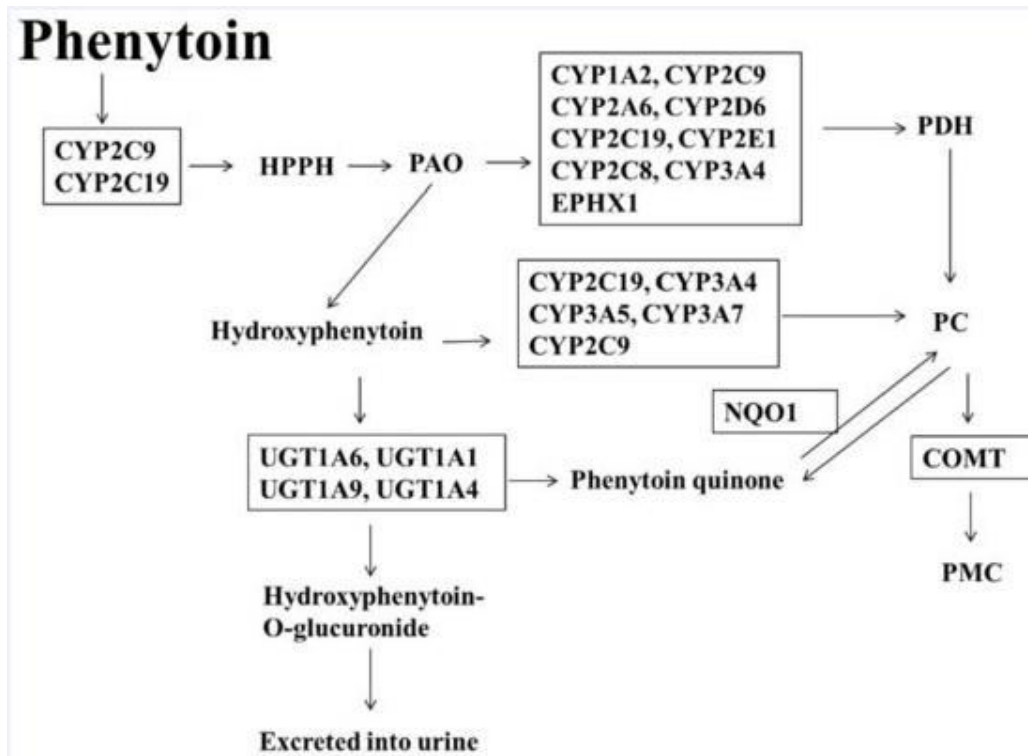 Phenytoin
CYP2C9
CYP2C19
HPPH
PAO
CYP1A2, CYP2C9
CYP2A6, CYP2D6
CYP2C19, CYP2E1
CYP2C8, CYP3A4
EPHX1
PDH
Hydroxyphenytoin
CYP2C19, CYP3A4
CYP3A5, CYP3A7
CYP2C9
PC
NQO1
UGT1A6, UGT1A1
UGT1A9, UGT1A4
Phenytoin quinone
COMT
PMC
Hydroxyphenytoin-
O-glucuronide
Excreted into urine